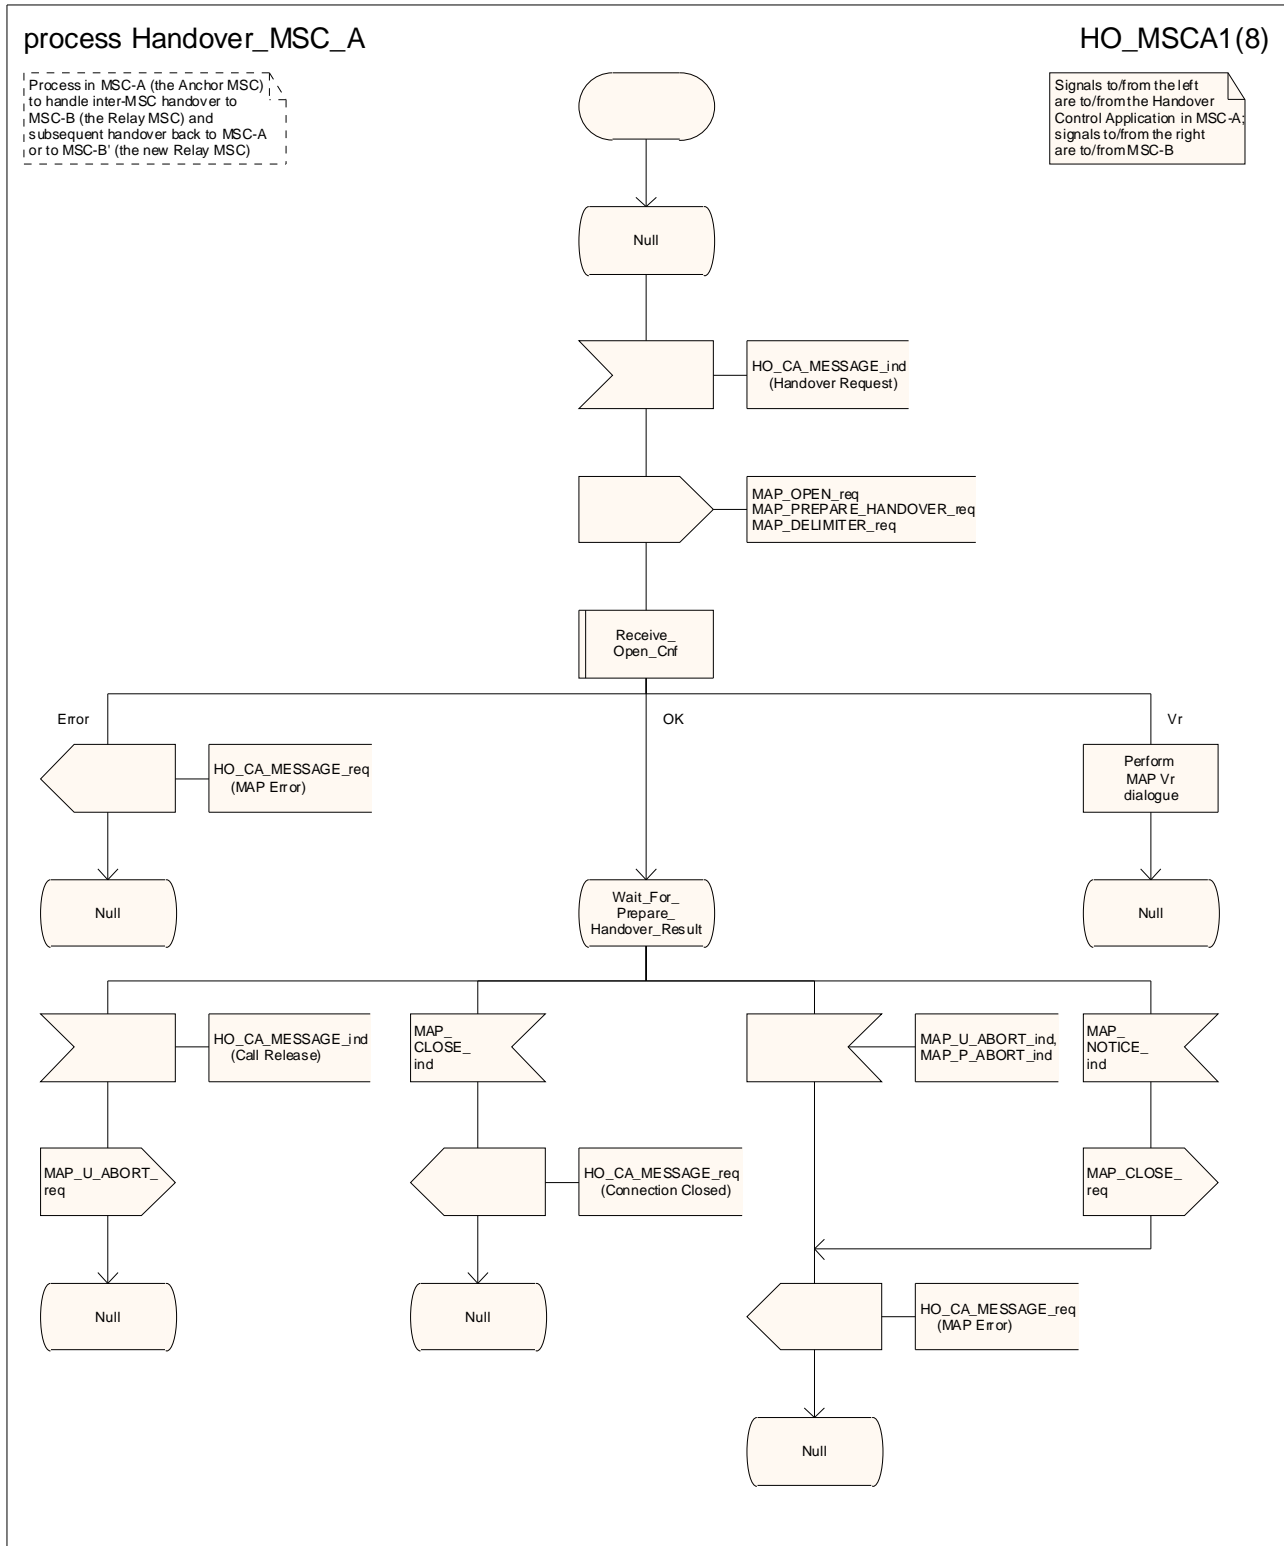 process Handover_MSC_A
HO_MSCA1(8)
Process in MSC-A (the Anchor MSC)
to handle inter-MSC handover to
MSC-B (the Relay MSC) and
subsequent handover back to MSC-A
or to MSC-B' (the new Relay MSC)
Signals to/from the left
are to/from the Handover
Control Application in MSC-A;
signals to/from the right
are to/from MSC-B
Null
HO_CA_MESSAGE_ind
(Handover Request)
MAP_OPEN_req
MAP_PREPARE_HANDOVER_req
MAP_DELIMITER_req
Receive_
Open_Cnf
Error
OK
Vr
HO_CA_MESSAGE_req
(MAP Error)
Perform
MAP Vr
dialogue
Null
Wait_For_
Prepare_
Handover_Result
Null
HO_CA_MESSAGE_ind
(Call Release)
MAP_
CLOSE_
ind
MAP_U_ABORT_ind,
MAP_P_ABORT_ind
MAP_
NOTICE_
ind
MAP_U_ABORT_
req
HO_CA_MESSAGE_req
(Connection Closed)
MAP_CLOSE_
req
Null
Null
HO_CA_MESSAGE_req
(MAP Error)
Null